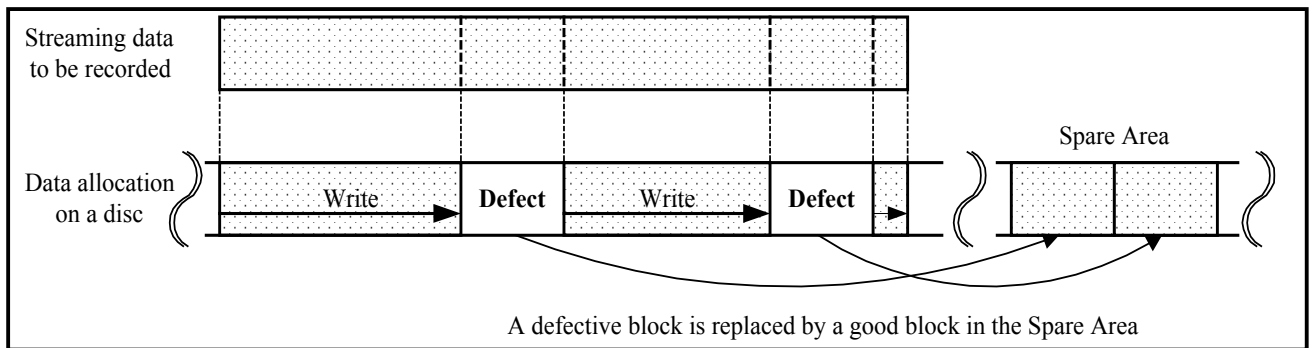 Streaming data
to be recorded
Spare Area
Data allocation
on a disc
Write
Defect
Write
Defect
A defective block is replaced by a good block in the Spare Area